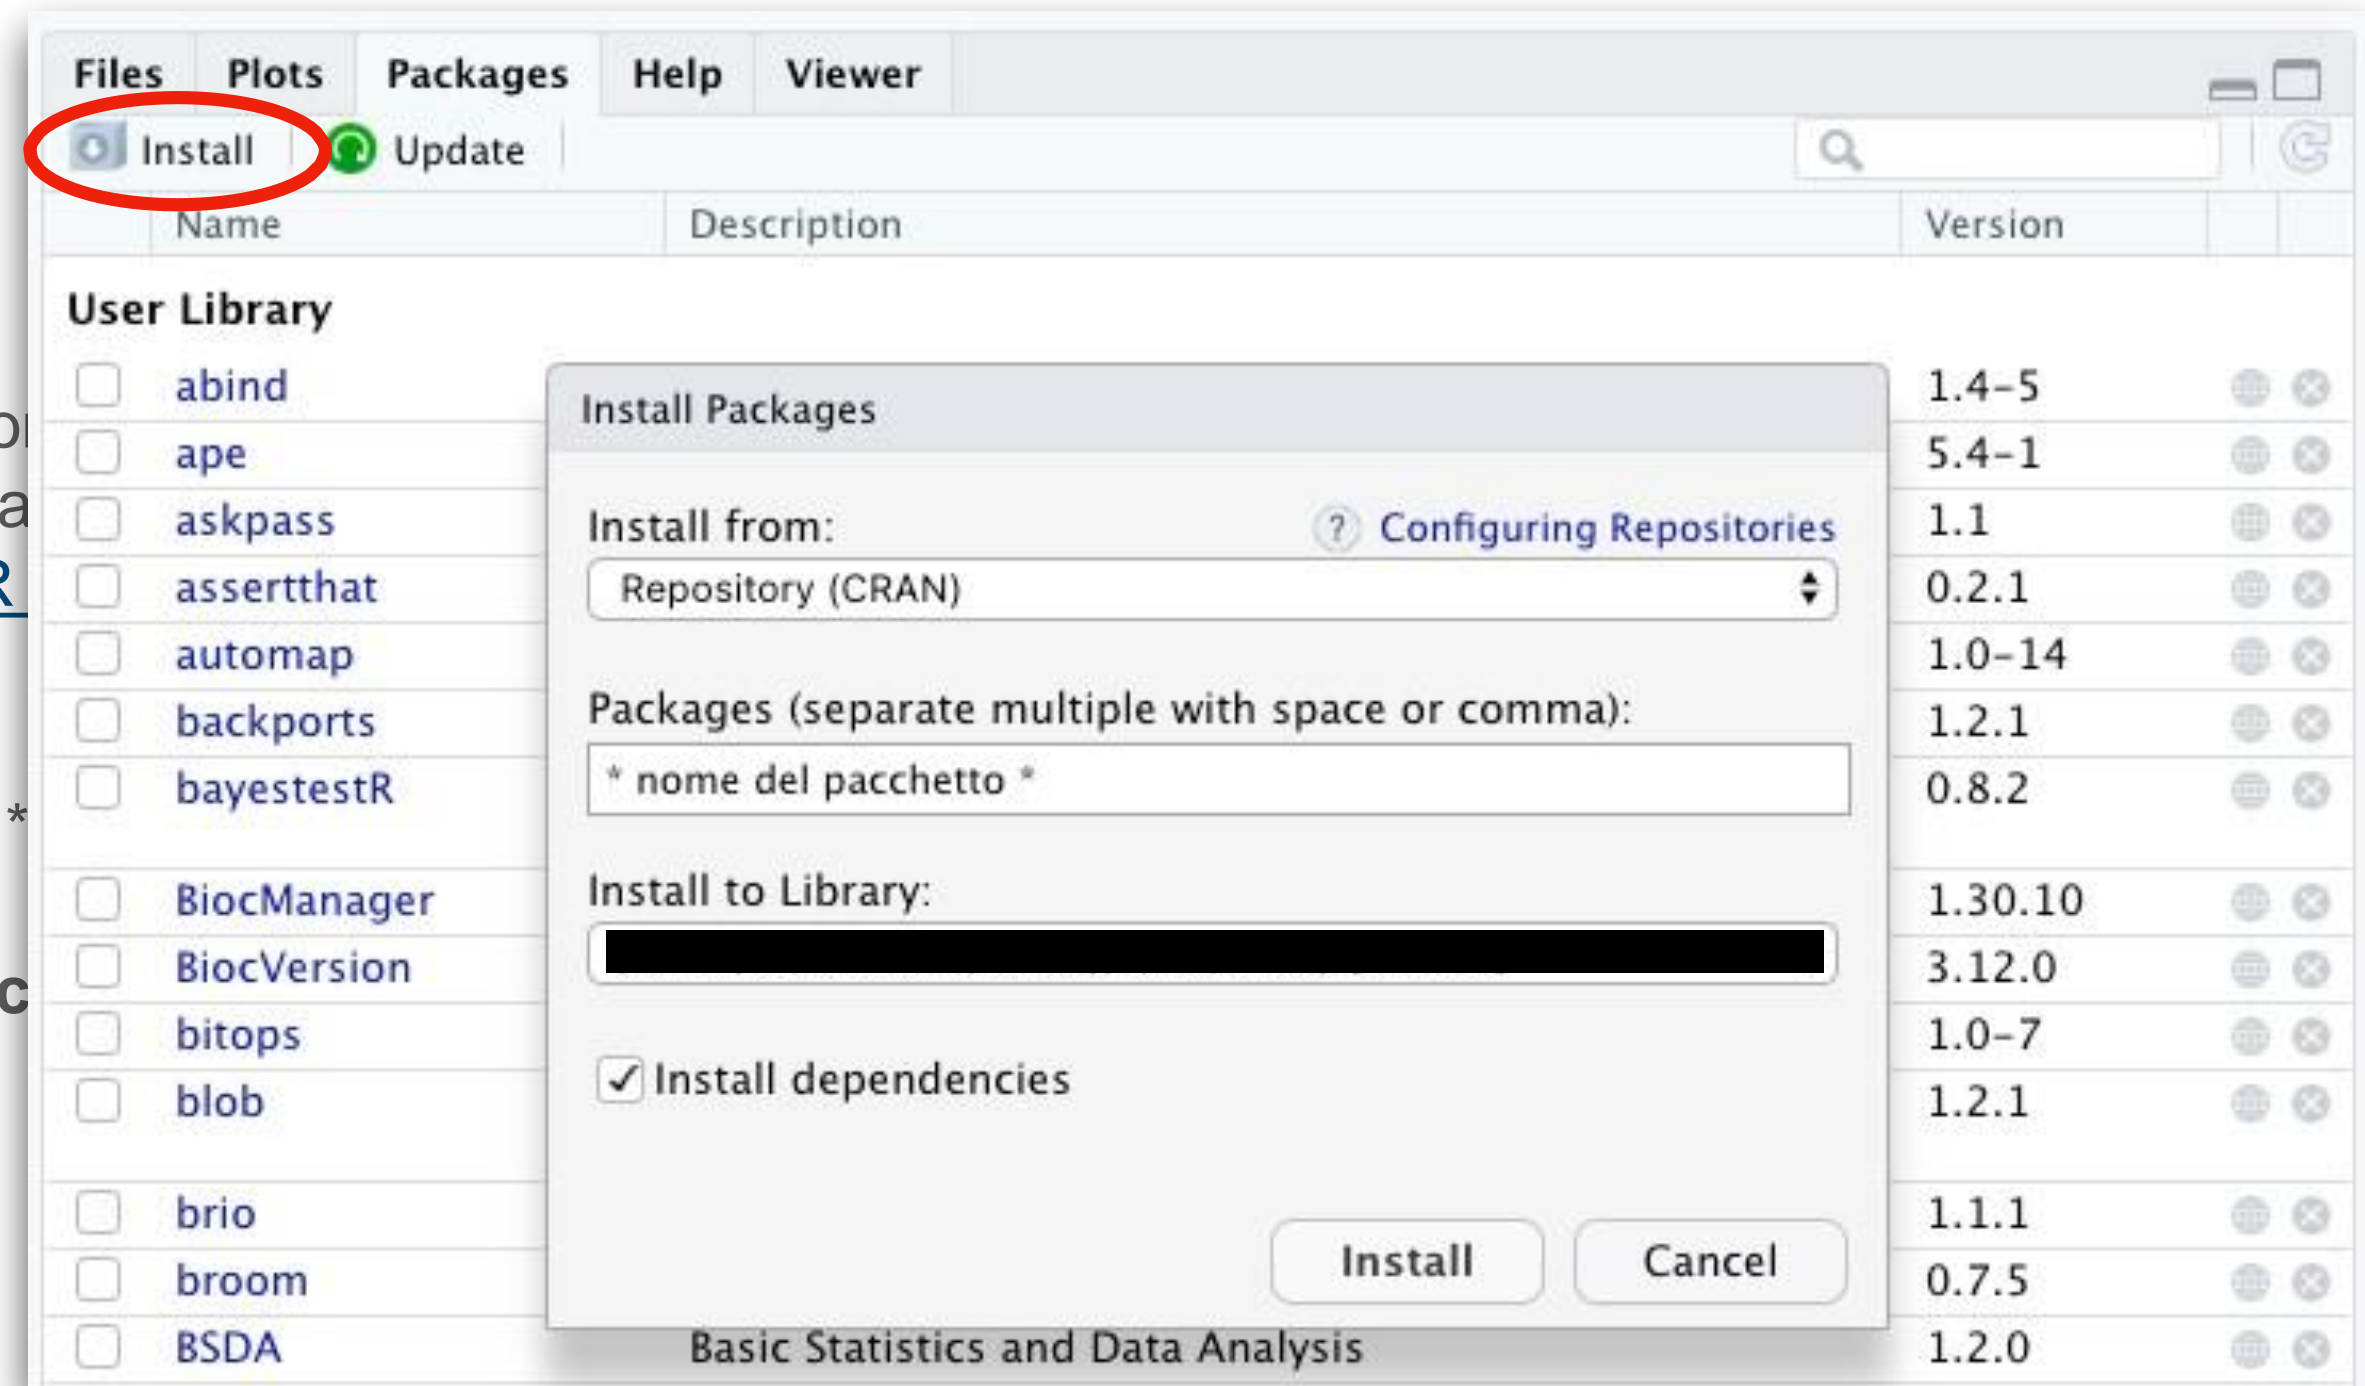 Files Plots Packages Help Viewer
Install Update
Name Description Version
User Library
abind 1.4-5
ape 5.4-1
askpass 1.1
assertthat 0.2.1
automap 1.0-14
backports 1.2.1
bayestestR 0.8.2
BiocManager 1.30.10
BiocVersion 3.12.0
bitops 1.0-7
blob 1.2.1
brio 1.1.1
broom 0.7.5
BSDA Basic Statistics and Data Analysis 1.2.0
Install Packages
Install from: ? Configuring Repositories
Repository (CRAN)
Packages (separate multiple with space or comma):
* nome del pacchetto *
Install to Library:
Install dependencies
Install Cancel
R
*
c